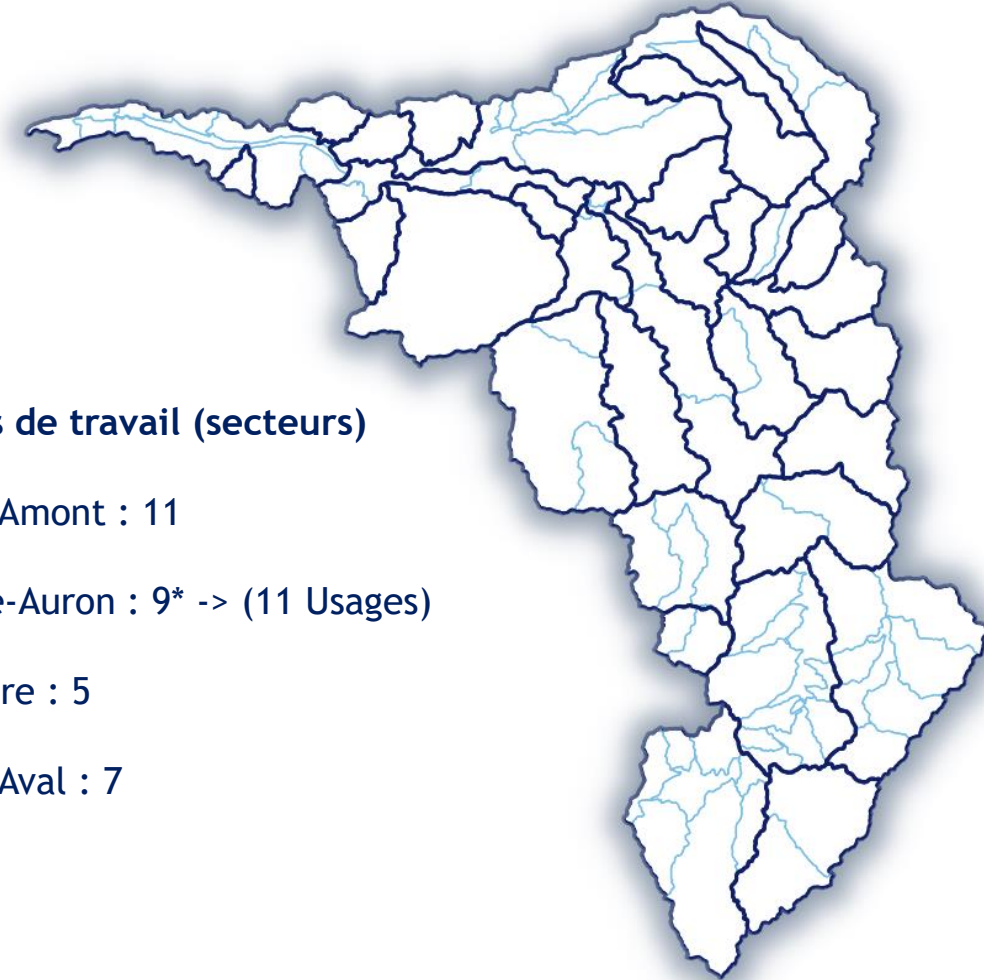 s de travail (secteurs)
Amont : 11
e-Auron : 9* -> (11 Usages)
re : 5
Aval : 7